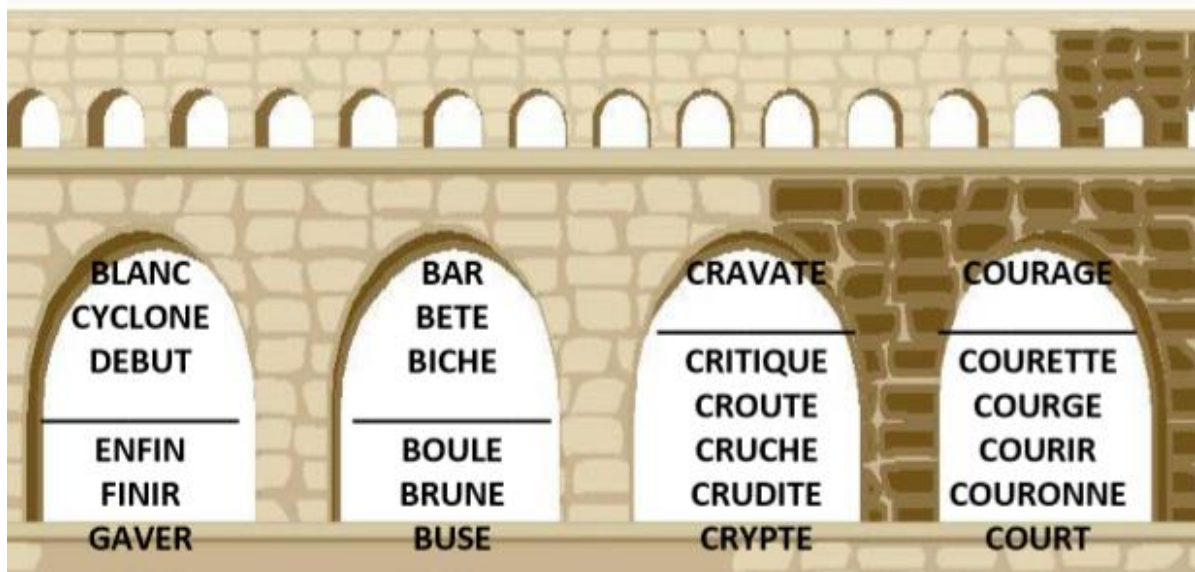 BLANC
CYCLONE
DEBUT
ENFIN
FINIR
GAVER
BAR
BETE
BICHE
BOULE
BRUNE
BUSE
CRAVATE
CRITIQUE
CROUTE
CRUCHE
CRUDITE
CRYPTE
COURAGE
COURETTE
COURGE
COURIR
COURONNE
COURT